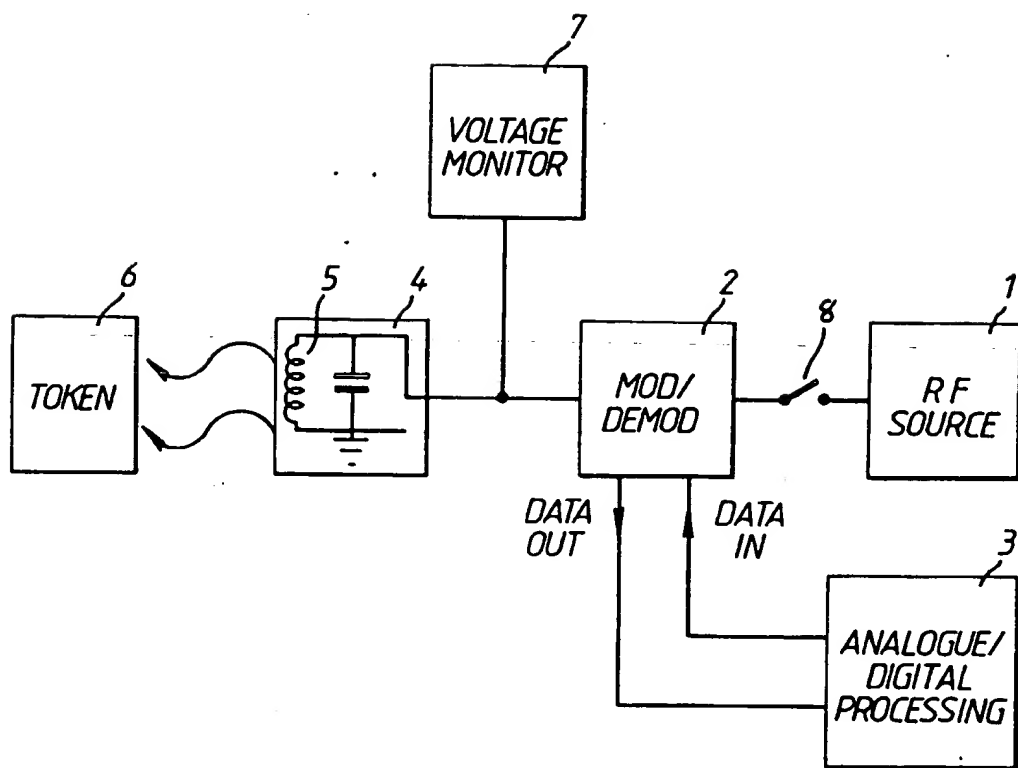 7
VOLTAGE
MONITOR
6
TOKEN
5
4
2
MOD/
DEMOD
8
1
RF
SOURCE
DATA
OUT
DATA
IN
3
ANALOGUE/
DIGITAL
PROCESSING